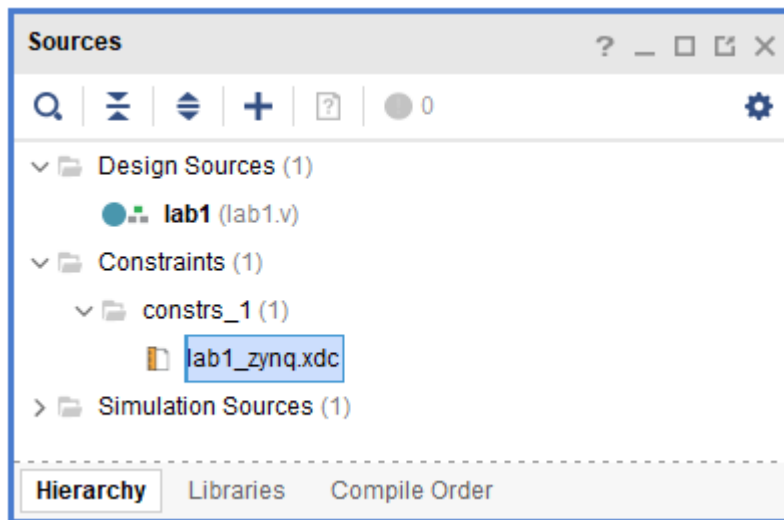 Sources
? 0
Design Sources (1)
lab1 (lab1.v)
Constraints (1)
constrs_1 (1)
lab1_zynq.xdc
Simulation Sources (1)
Hierarchy Libraries Compile Order